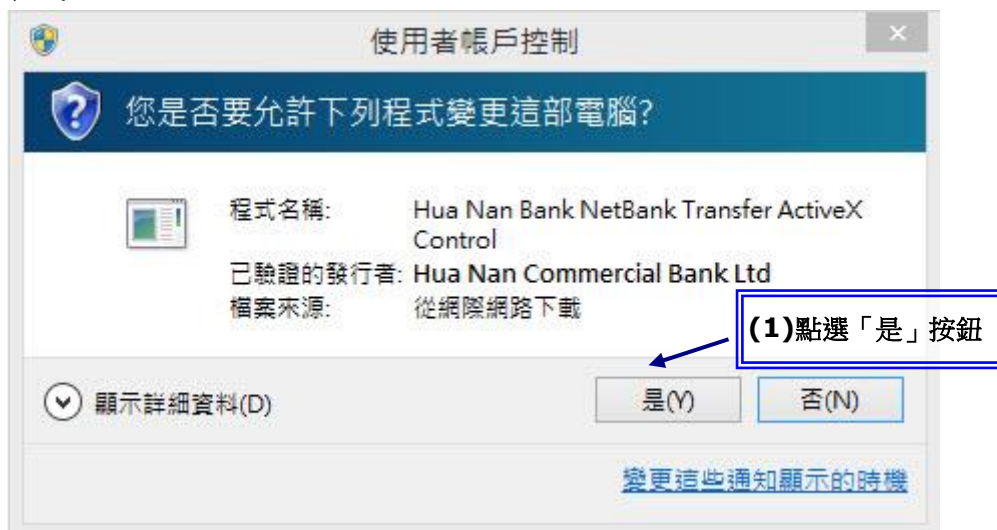 使用者帳戶控制
您是否要允許下列程式變更這部電腦?
程式名稱: Hua Nan Bank NetBank Transfer ActiveX
Control
已驗證的發行者: Hua Nan Commercial Bank Ltd
檔案來源: 從網際網路下載
(1)點選「是」按鈕
顯示詳細資料(D)
是(Y)
否(N)
變更這些通知顯示的時機